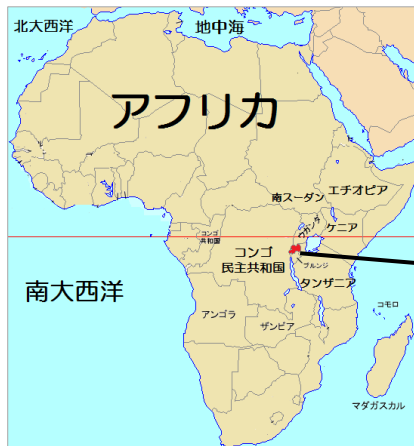 北大西洋
地中海
アフリカ
南スーダン
エチオピア
ウガンダ
ケニア
コンゴ
共和国
コンゴ
民主共和国
ブルンジ
タンザニア
南大西洋
アンゴラ
ザンビア
コモロ
マダガスカル